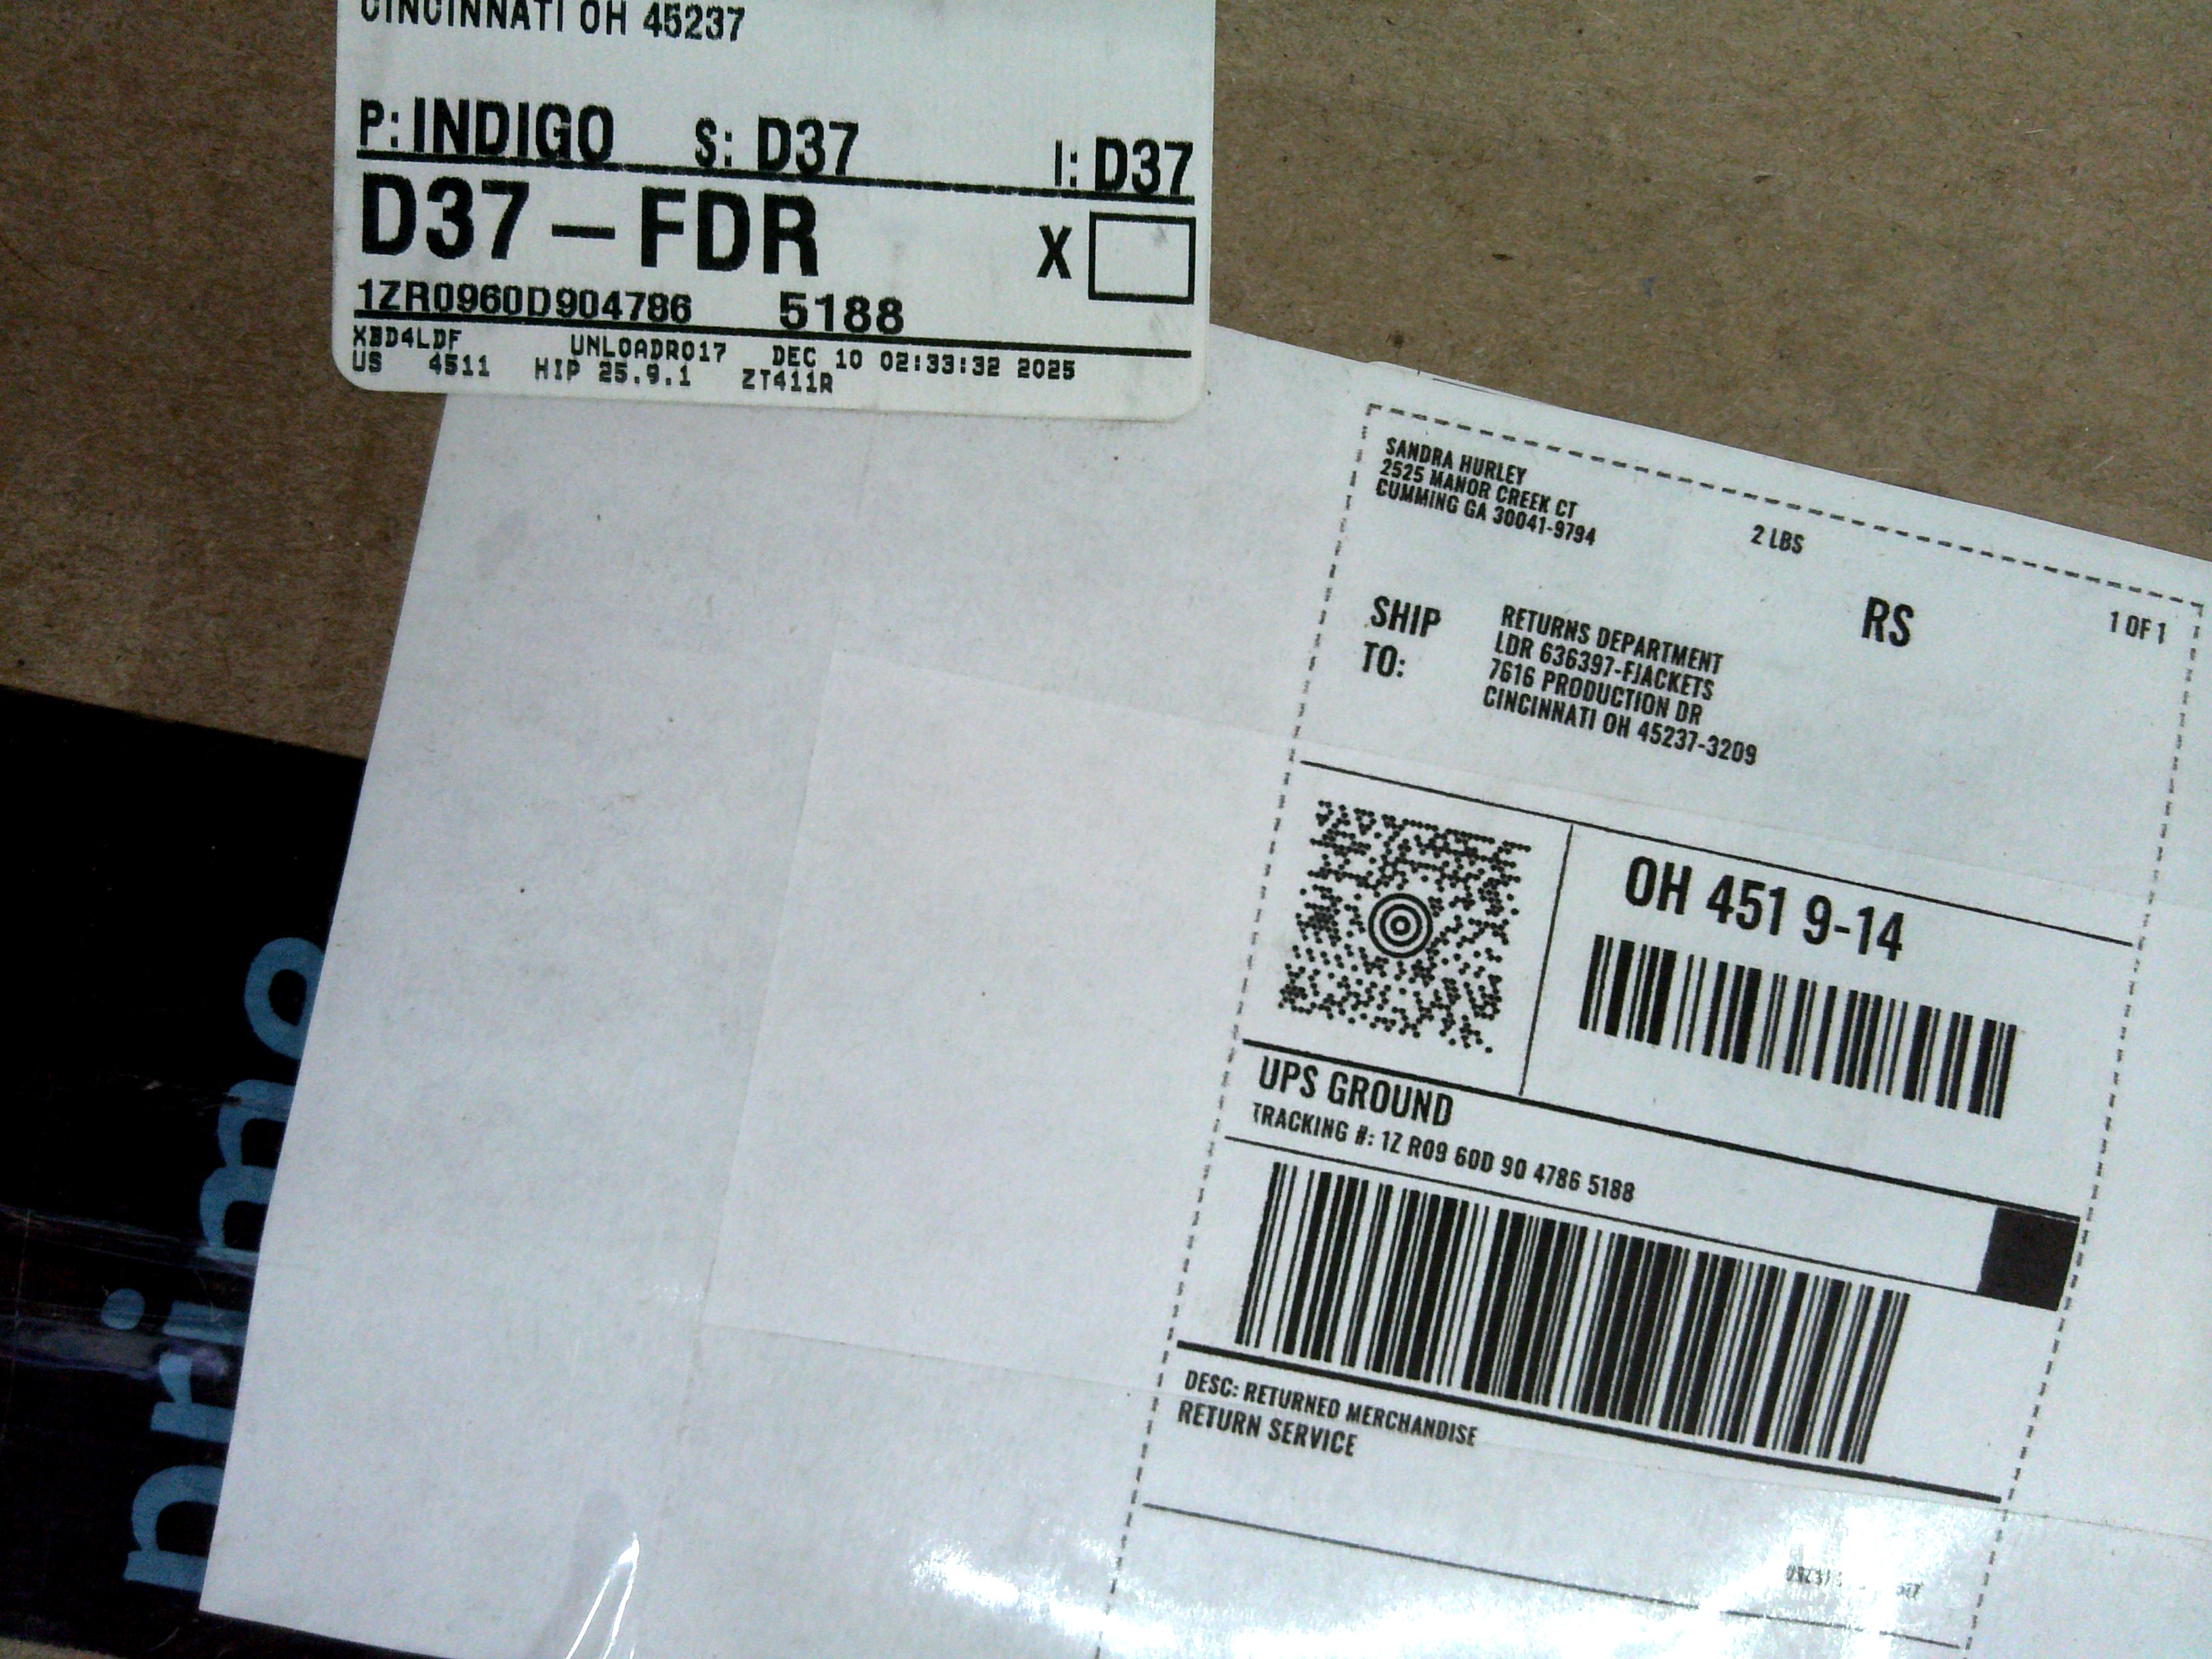 CINCINNATI OH 45237
P: INDIGO S: D37 I: D37
D37 – FDR X
1ZR0960D904786 5188
XBD4LDF UNLOADR017 DEC 10 02:33:32 2025
US 4511 HIP 25.9.1 ZT411R
SANDRA HURLEY
2525 MANOR CREEK CT
CUMMING GA 30041-9794
2 LBS
RS
1 OF 1
SHIP
TO:
RETURNS DEPARTMENT
LDR 636397-FJACKETS
7616 PRODUCTION DR
CINCINNATI OH 45237-3209
OH 451 9-14
UPS GROUND
TRACKING #: 1Z R09 60D 90 4786 5188
DESC: RETURNED MERCHANDISE
RETURN SERVICE
prime